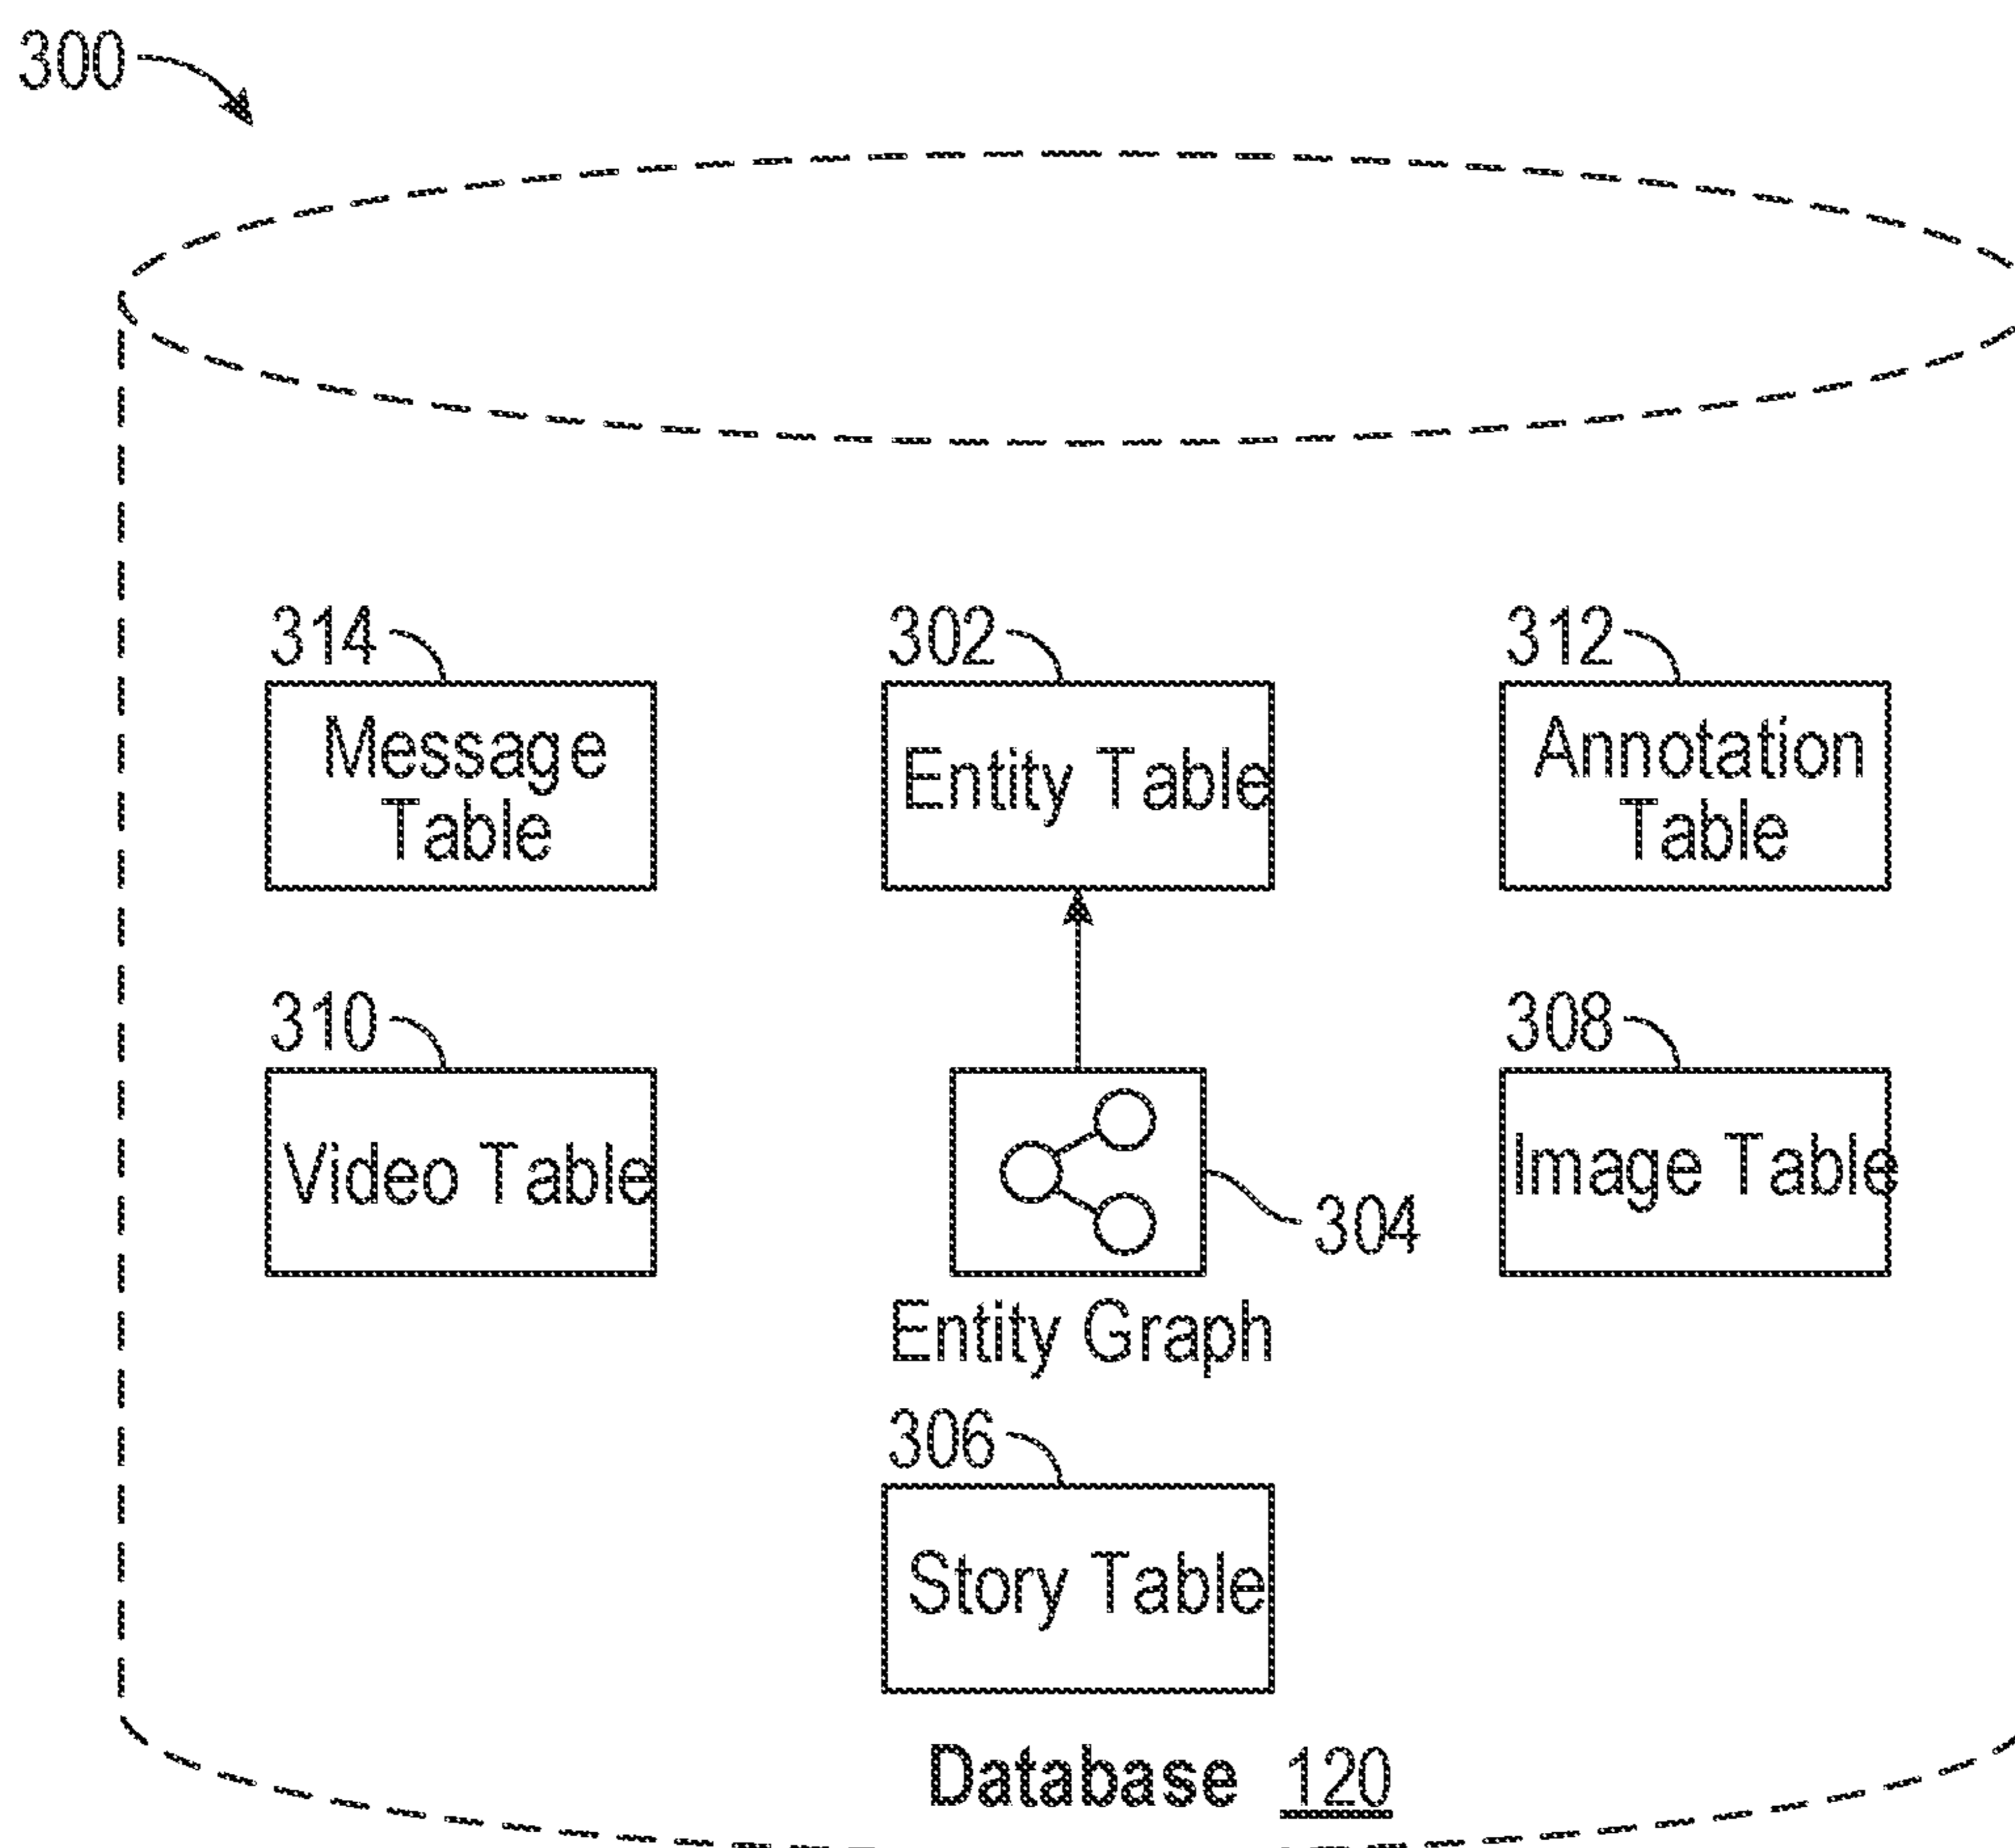 300
314
302
312
Message
Table
Entity Table
Annotation
Table
310
308
Video Table
Image Table
304
Entity Graph
306
Story Table
Database 120